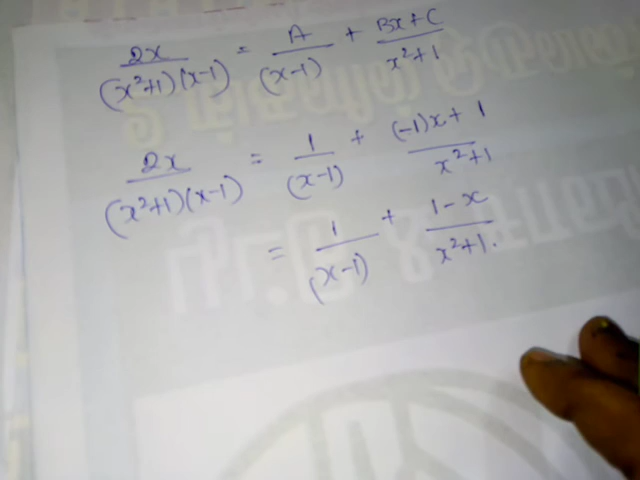 2x/(x²+1)(x-1) = A/(x-1) + Bx+C/x²+1
2x/(x²+1)(x-1) = 1/(x-1) + (-1)x+1/x²+1
= 1/(x-1) + 1-x/x²+1.